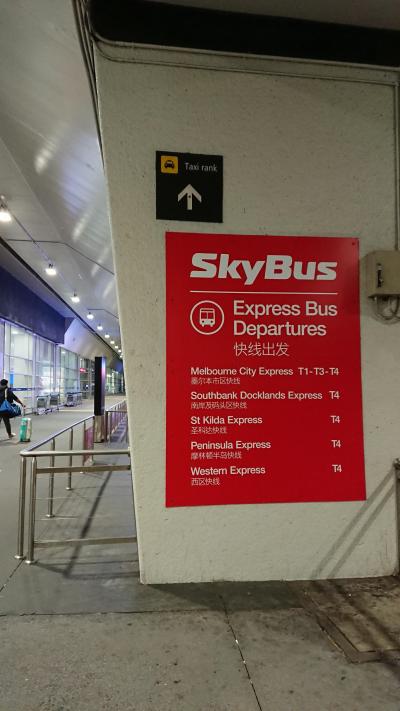 Taxi rank
SkyBus
Express Bus
Departures
快线出发
Melbourne City Express T1-T3-T4
墨尔本市区快线
Southbank Docklands Express T4
南岸及码头区快线
St Kilda Express T4
圣科达快线
Peninsula Express T4
摩林顿半岛快线
Western Express T4
西区快线